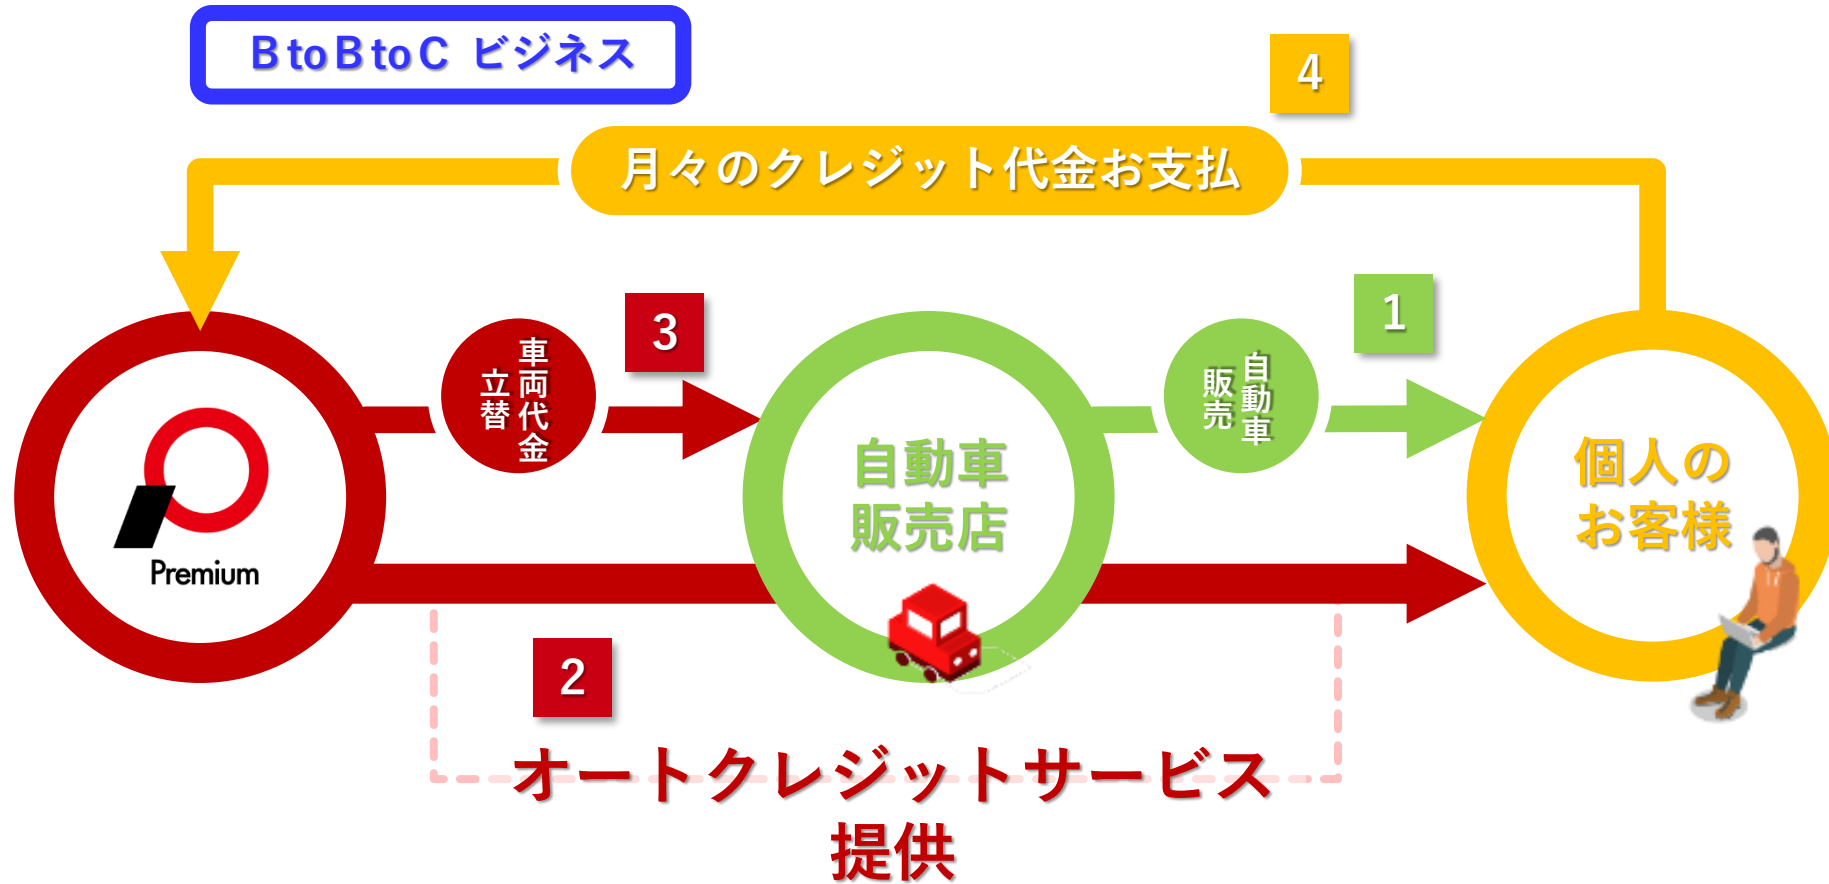 BtoBtoC ビジネス
4
月々のクレジット代金お支払
3
1
車両代金
立替
自動車
販売
Premium
自動車
販売店
個人の
お客様
2
オートクレジットサービス
提供